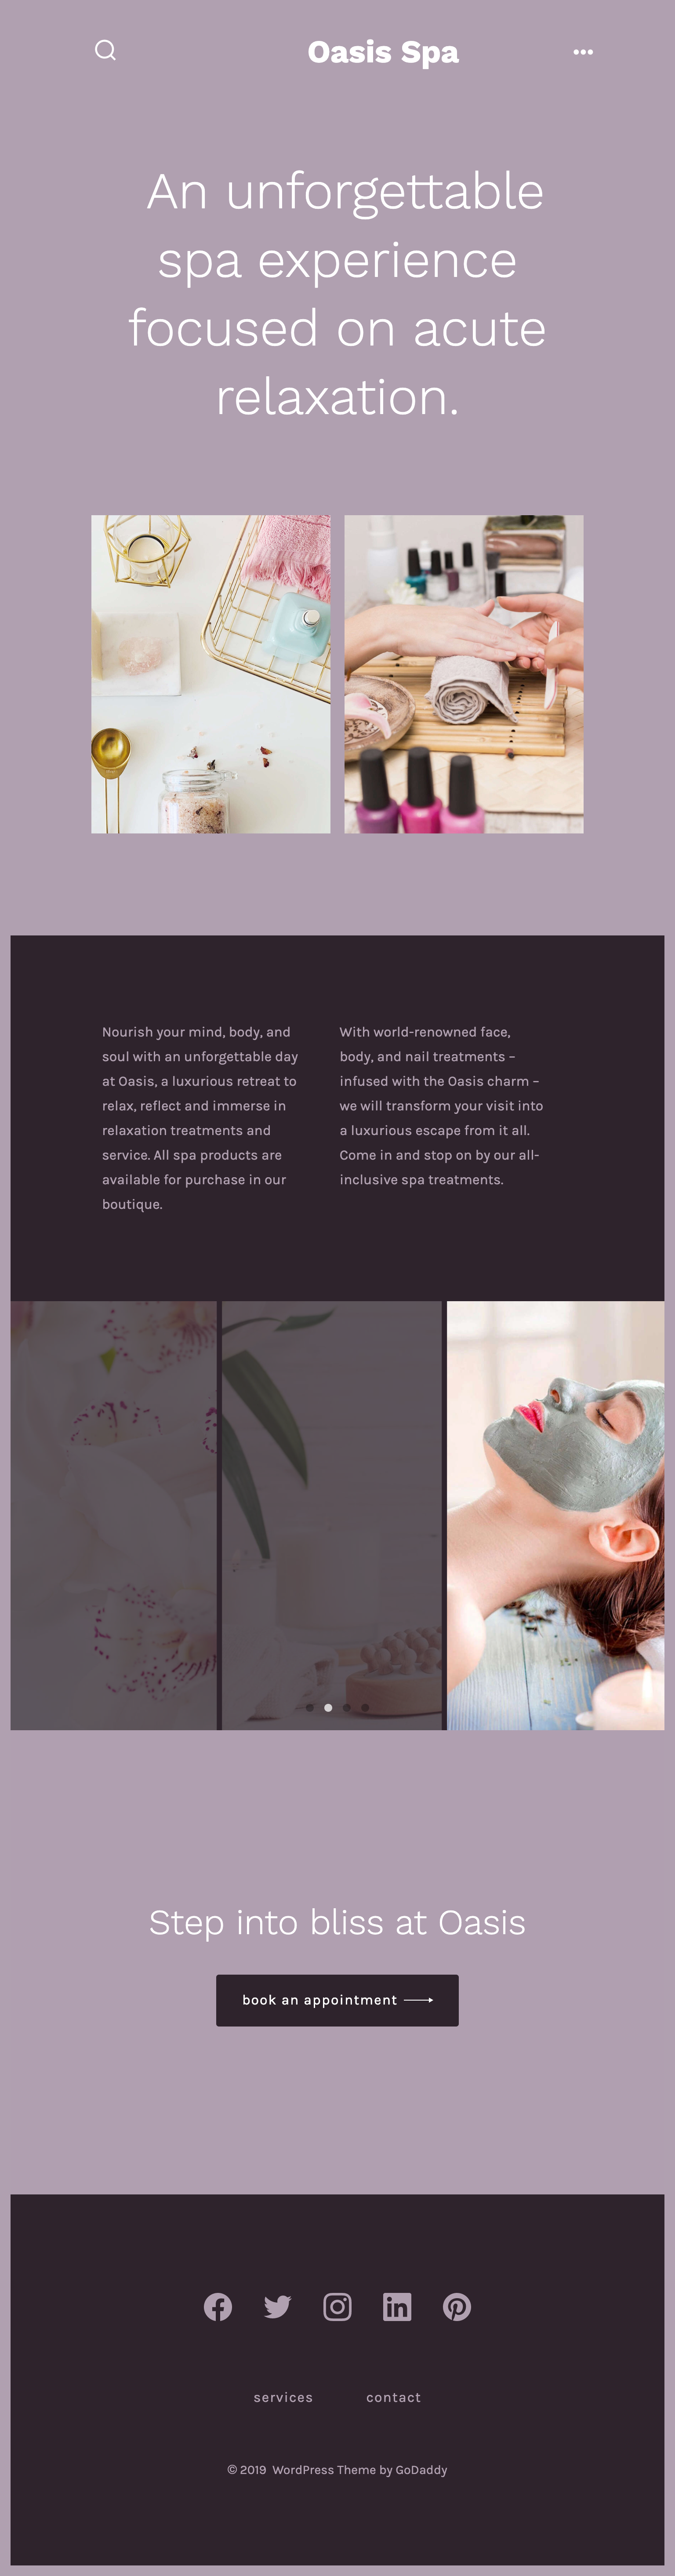 Oasis Spa
An unforgettable
spa experience
focused on acute
relaxation.
Nourish your mind, body, and
soul with an unforgettable day
at Oasis, a luxurious retreat to
relax, reflect and immerse in
relaxation treatments and
service. All spa products are
available for purchase in our
boutique.
With world-renowned face,
body, and nail treatments –
infused with the Oasis charm –
we will transform your visit into
a luxurious escape from it all.
Come in and stop on by our all-
inclusive spa treatments.
Step into bliss at Oasis
book an appointment
services contact
© 2019 WordPress Theme by GoDaddy